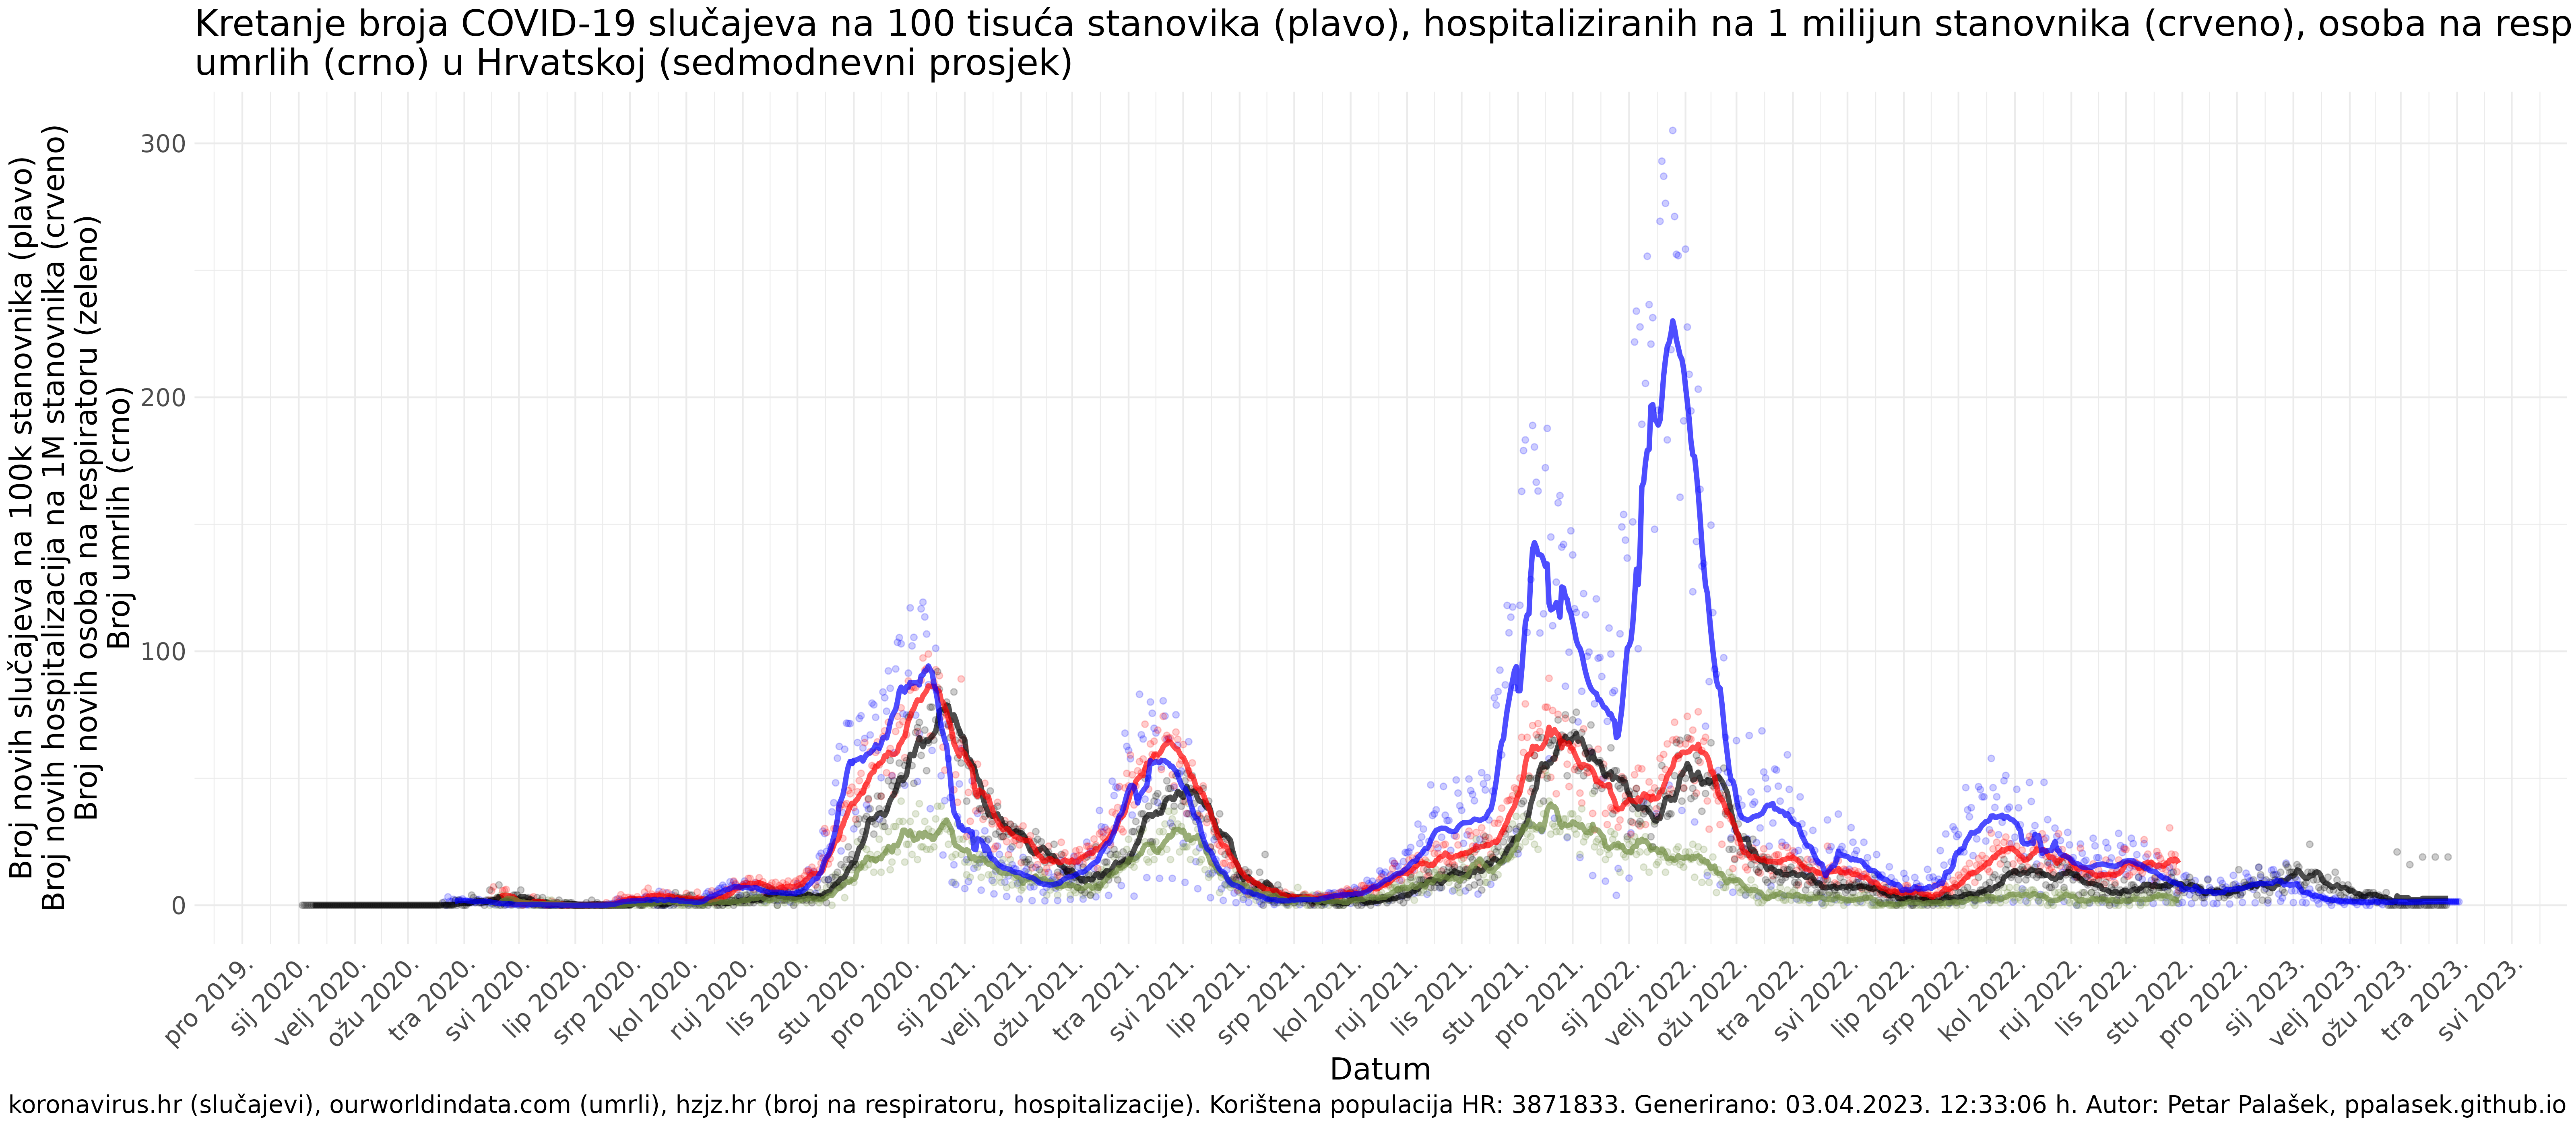 Kretanje broja COVID-19 slučajeva na 100 tisuća stanovika (plavo), hospitaliziranih na 1 milijun stanovnika (crveno), osoba na resp
umrlih (crno) u Hrvatskoj (sedmodnevni prosjek)
Broj novih slučajeva na 100k stanovnika (plavo)
Broj novih hospitalizacija na 1M stanovnika (crveno)
Broj novih osoba na respiratoru (zeleno)
Broj umrlih (crno)
300
200
100
0
pro 2019.
sij 2020.
velj 2020.
ožu 2020.
tra 2020.
svi 2020.
lip 2020.
srp 2020.
kol 2020.
ruj 2020.
lis 2020.
stu 2020.
pro 2020.
sij 2021.
velj 2021.
ožu 2021.
tra 2021.
svi 2021.
lip 2021.
srp 2021.
kol 2021.
ruj 2021.
lis 2021.
stu 2021.
pro 2021.
sij 2022.
velj 2022.
ožu 2022.
tra 2022.
svi 2022.
lip 2022.
srp 2022.
kol 2022.
ruj 2022.
lis 2022.
stu 2022.
pro 2022.
sij 2023.
velj 2023.
ožu 2023.
tra 2023.
svi 2023.
Datum
koronavirus.hr (slučajevi), ourworldindata.com (umrli), hzjz.hr (broj na respiratoru, hospitalizacije). Korištena populacija HR: 3871833. Generirano: 03.04.2023. 12:33:06 h. Autor: Petar Palašek, ppalasek.github.io